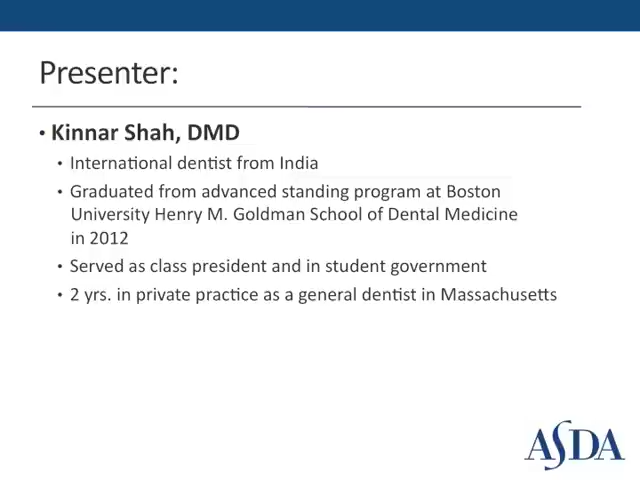 Presenter:
• Kinnar Shah, DMD
• International dentist from India
• Graduated from advanced standing program at Boston
University Henry M. Goldman School of Dental Medicine
in 2012
• Served as class president and in student government
• 2 yrs. in private practice as a general dentist in Massachusetts
ASDA